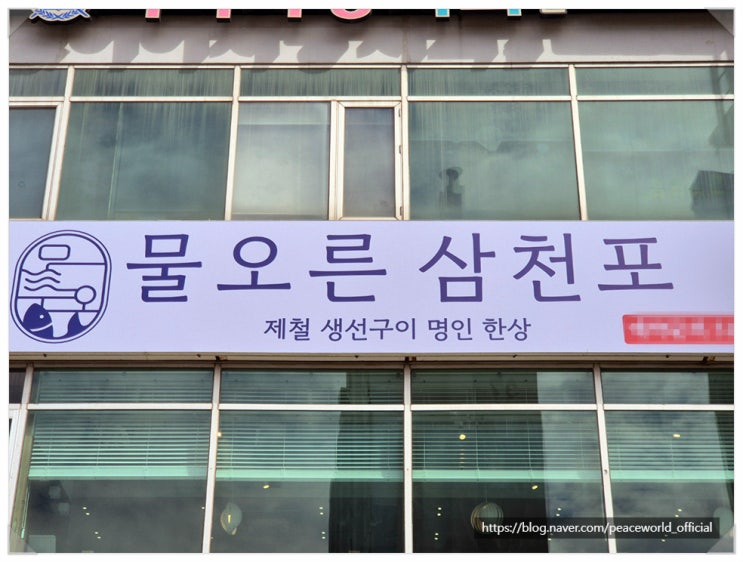 물오른 삼천포
제철 생선구이 명인 한상
https://blog.naver.com/peaceworld_official